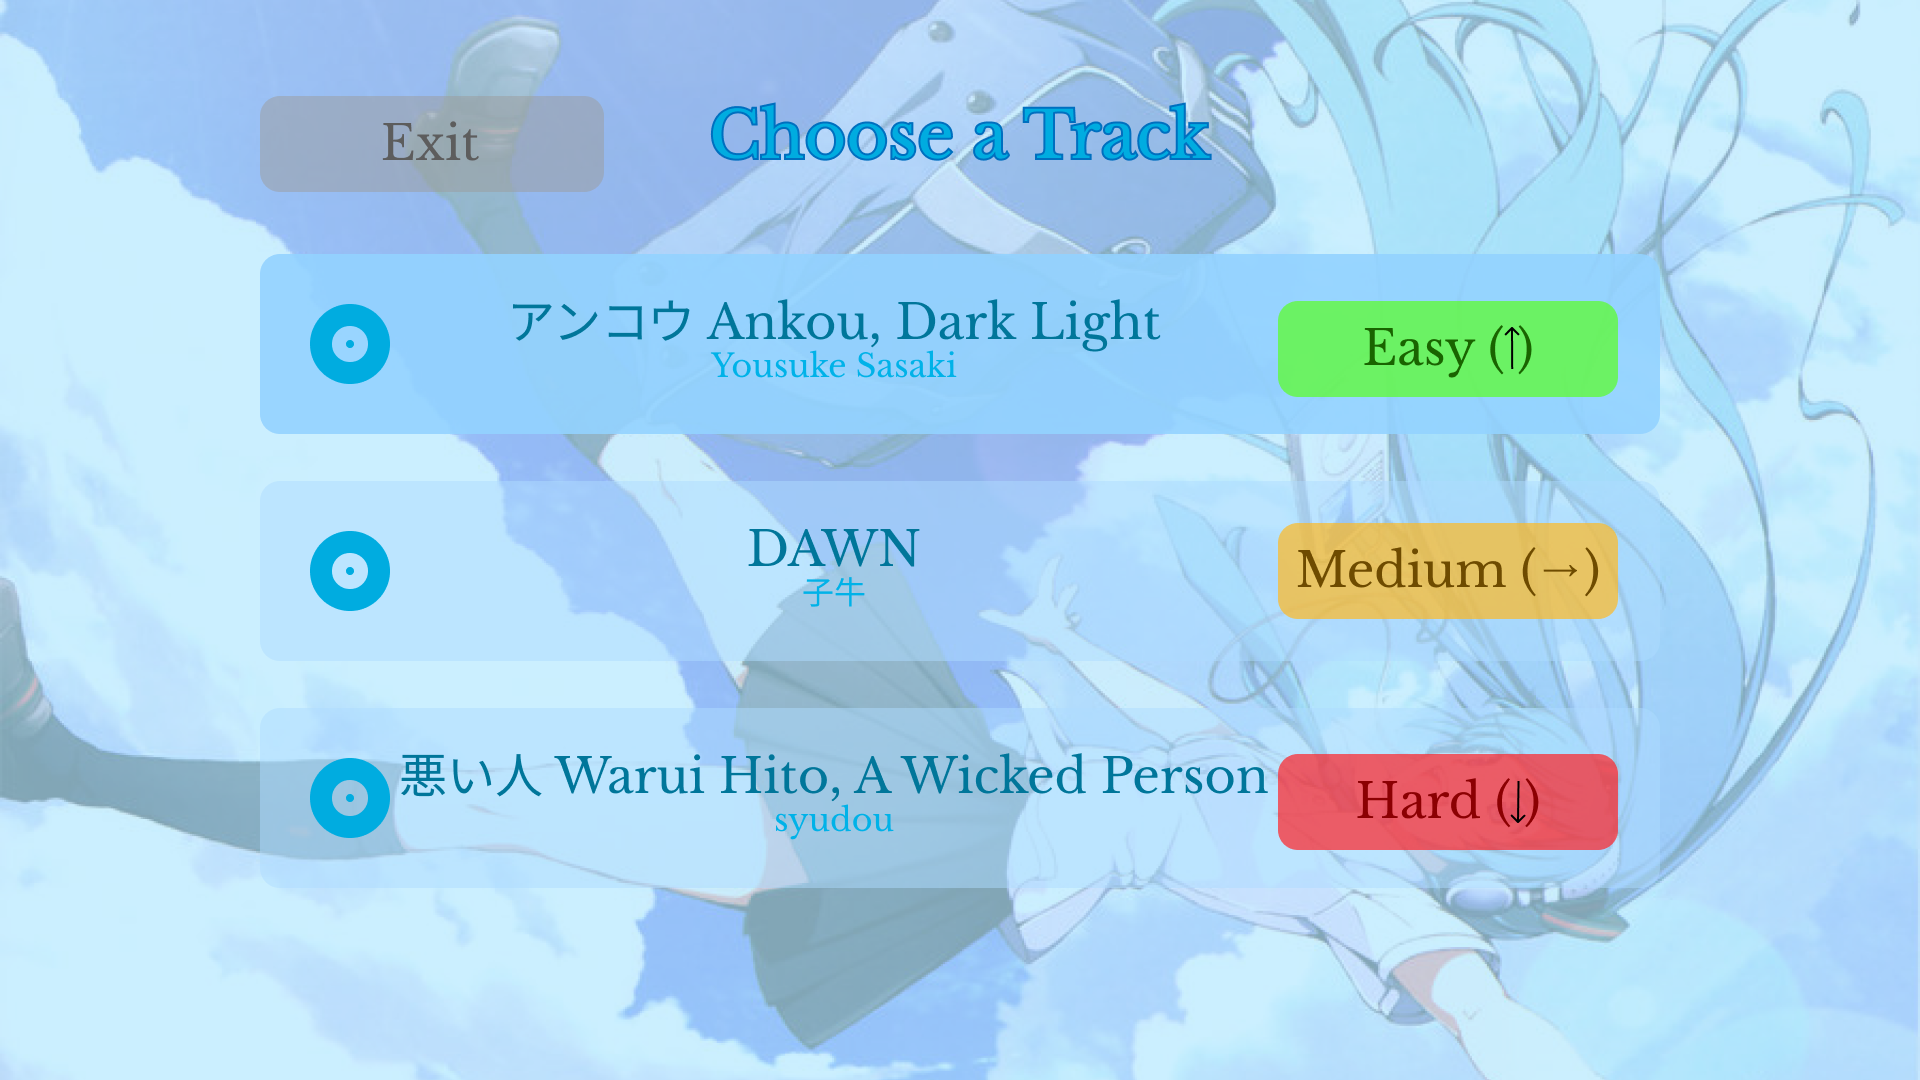 Exit
Choose a Track
アンコウ Ankou, Dark Light
Yousuke Sasaki
Easy (↑)
DAWN
子牛
Medium (→)
悪い人 Warui Hito, A Wicked Person
syudou
Hard (↓)